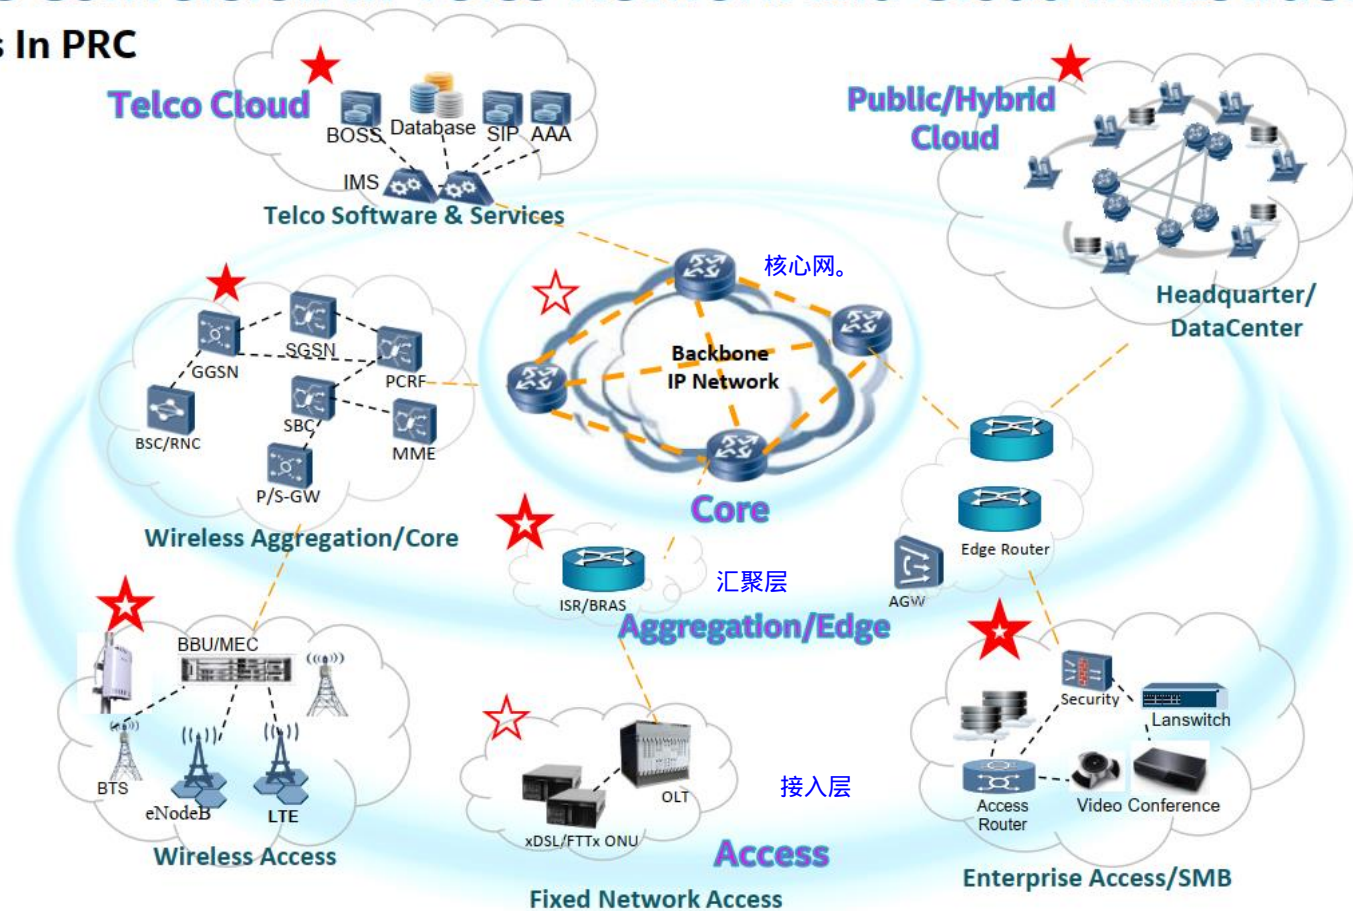 s In PRC
Telco Cloud
BOSS
Database
SIP
AAA
IMS
Telco Software & Services
Public/Hybrid
Cloud
Headquarter/
DataCenter
核心网。
Backbone
IP Network
Core
GGSN
SGSN
PCRF
BSC/RNC
SBC
MME
P/S-GW
Wireless Aggregation/Core
ISR/BRAS
汇聚层
Aggregation/Edge
Edge Router
AGW
BBU/MEC
BTS
eNodeB
LTE
Wireless Access
OLT
xDSL/FTTx ONU
接入层
Access
Fixed Network Access
Security
Lanswitch
Access
Router
Video Conference
Enterprise Access/SMB